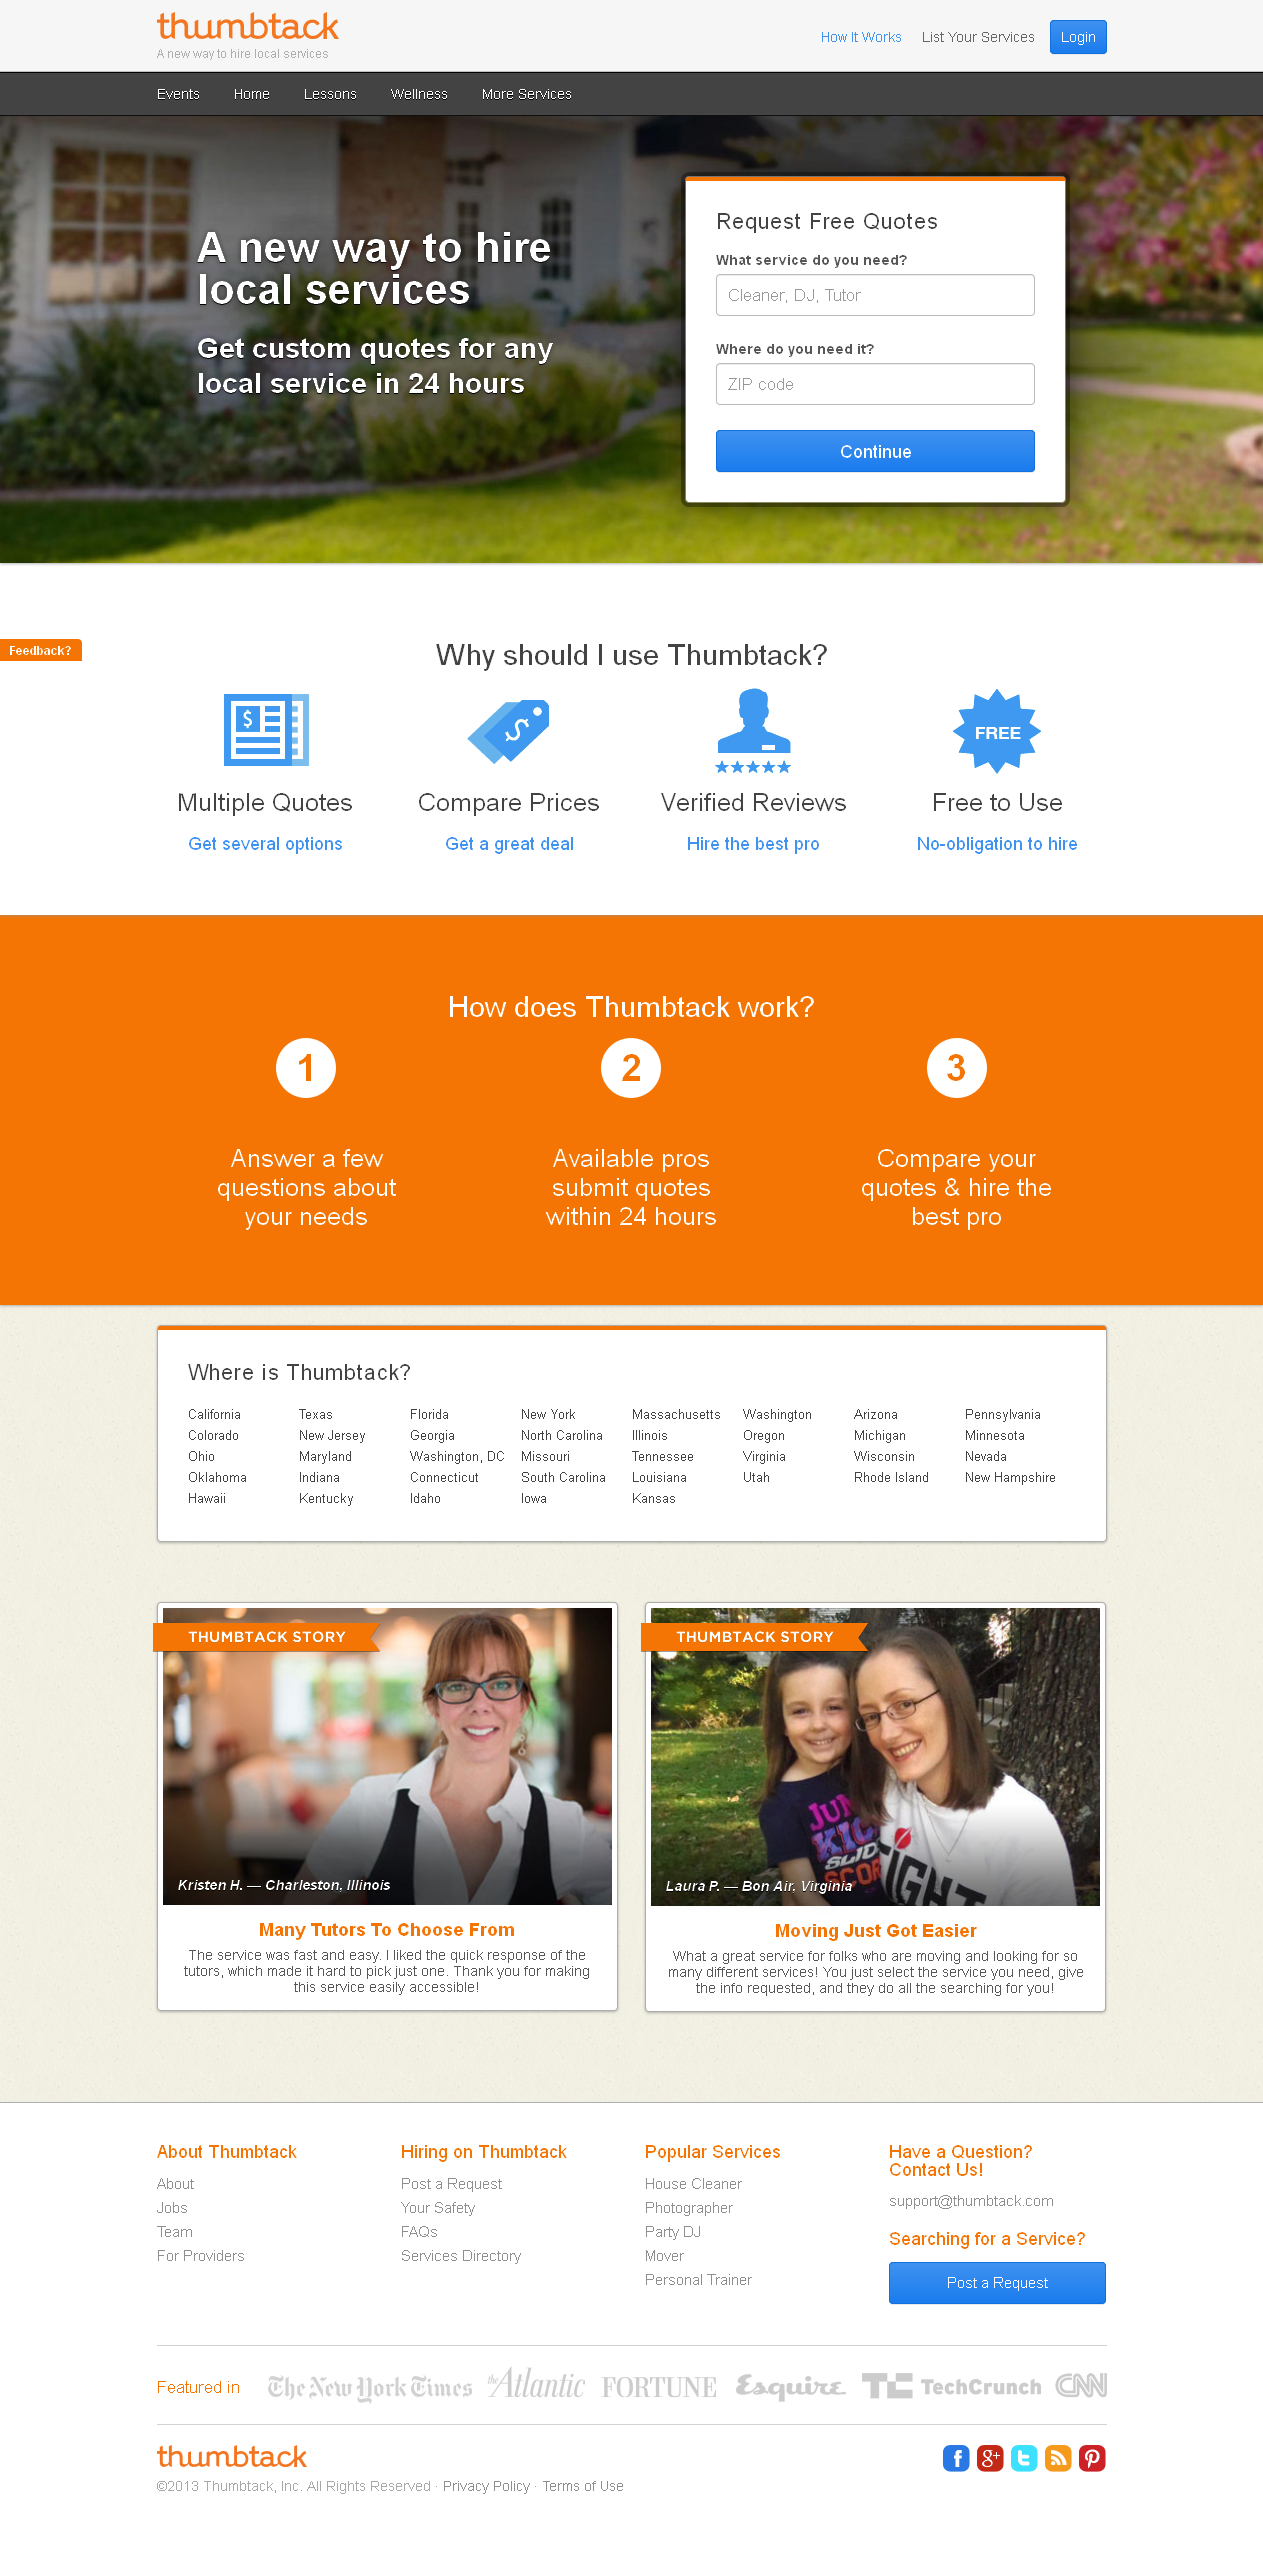 thumbtack
A new way to hire local services
How It Works
List Your Services
Login
Events
Home
Lessons
Wellness
More Services
A new way to hire
local services
Get custom quotes for any
local service in 24 hours
Request Free Quotes
What service do you need?
Cleaner, DJ, Tutor
Where do you need it?
ZIP code
Continue
Feedback?
Why should I use Thumbtack?
$
$
FREE
Multiple Quotes
Compare Prices
Verified Reviews
Free to Use
Get several options
Get a great deal
Hire the best pro
No-obligation to hire
How does Thumbtack work?
1
2
3
Answer a few
questions about
your needs
Available pros
submit quotes
within 24 hours
Compare your
quotes & hire the
best pro
Where is Thumbtack?
California Texas Florida New York Massachusetts Washington Arizona Pennsylvania
Colorado New Jersey Georgia North Carolina Illinois Oregon Michigan Minnesota
Ohio Maryland Washington, DC Missouri Tennessee Virginia Wisconsin Nevada
Oklahoma Indiana Connecticut South Carolina Louisiana Utah Rhode Island New Hampshire
Hawaii Kentucky Idaho Iowa Kansas
THUMBTACK STORY
Kristen H. — Charleston, Illinois
Many Tutors To Choose From
The service was fast and easy. I liked the quick response of the
tutors, which made it hard to pick just one. Thank you for making
this service easily accessible!
THUMBTACK STORY
Laura P. — Bon Air, Virginia
Moving Just Got Easier
What a great service for folks who are moving and looking for so
many different services! You just select the service you need, give
the info requested, and they do all the searching for you!
About Thumbtack
About
Jobs
Team
For Providers
Hiring on Thumbtack
Post a Request
Your Safety
FAQs
Services Directory
Popular Services
House Cleaner
Photographer
Party DJ
Mover
Personal Trainer
Have a Question?
Contact Us!
support@thumbtack.com
Searching for a Service?
Post a Request
Featured in
The New York Times
the Atlantic
FORTUNE
Esquire
TC TechCrunch
CNN
thumbtack
©2013 Thumbtack, Inc. All Rights Reserved · Privacy Policy · Terms of Use